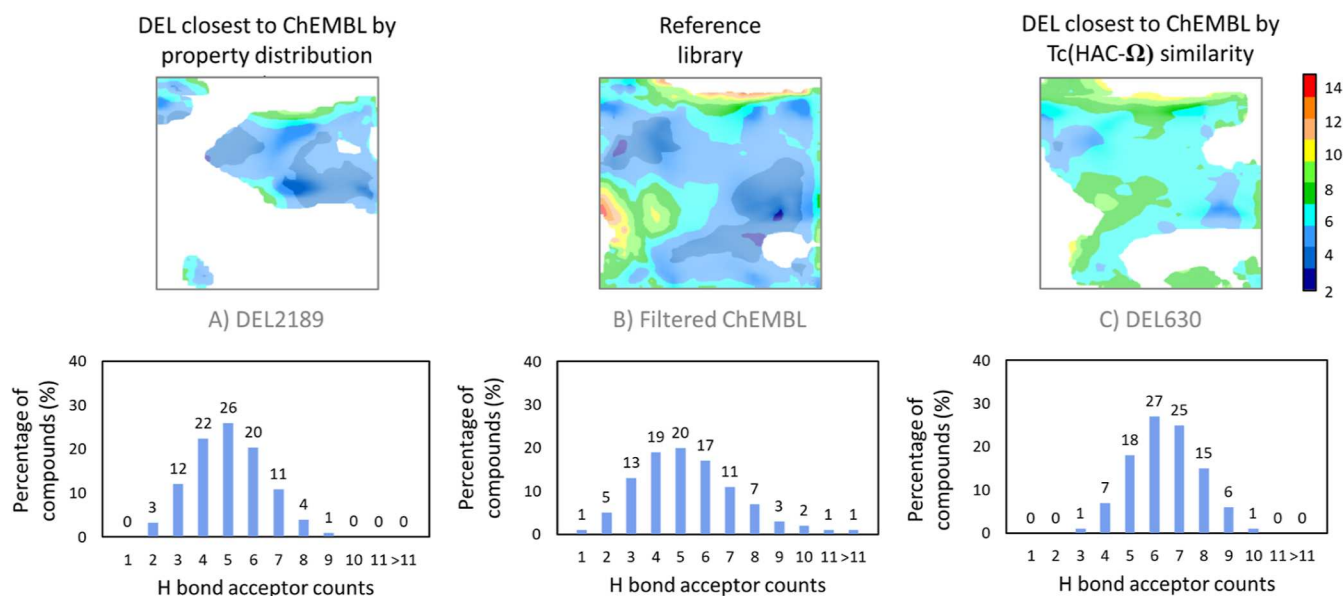 DEL closest to ChEMBL by
property distribution
Reference
library
DEL closest to ChEMBL by
Tc(HAC-Ω) similarity
14
12
10
8
6
4
2
A) DEL2189
B) Filtered ChEMBL
C) DEL630
Percentage of
compounds (%)
40
30
20
10
0
0
3
12
22
26
20
11
4
1
0
0
0
1 2 3 4 5 6 7 8 9 10 11 >11
H bond acceptor counts
Percentage of
compounds (%)
40
30
20
10
0
1
5
13
19
20
17
11
7
3
2
1
1
1 2 3 4 5 6 7 8 9 10 11 >11
H bond acceptor counts
Percentage of
compounds (%)
40
30
20
10
0
0
0
1
7
18
27
25
15
6
1
0
0
1 2 3 4 5 6 7 8 9 10 11 >11
H bond acceptor counts